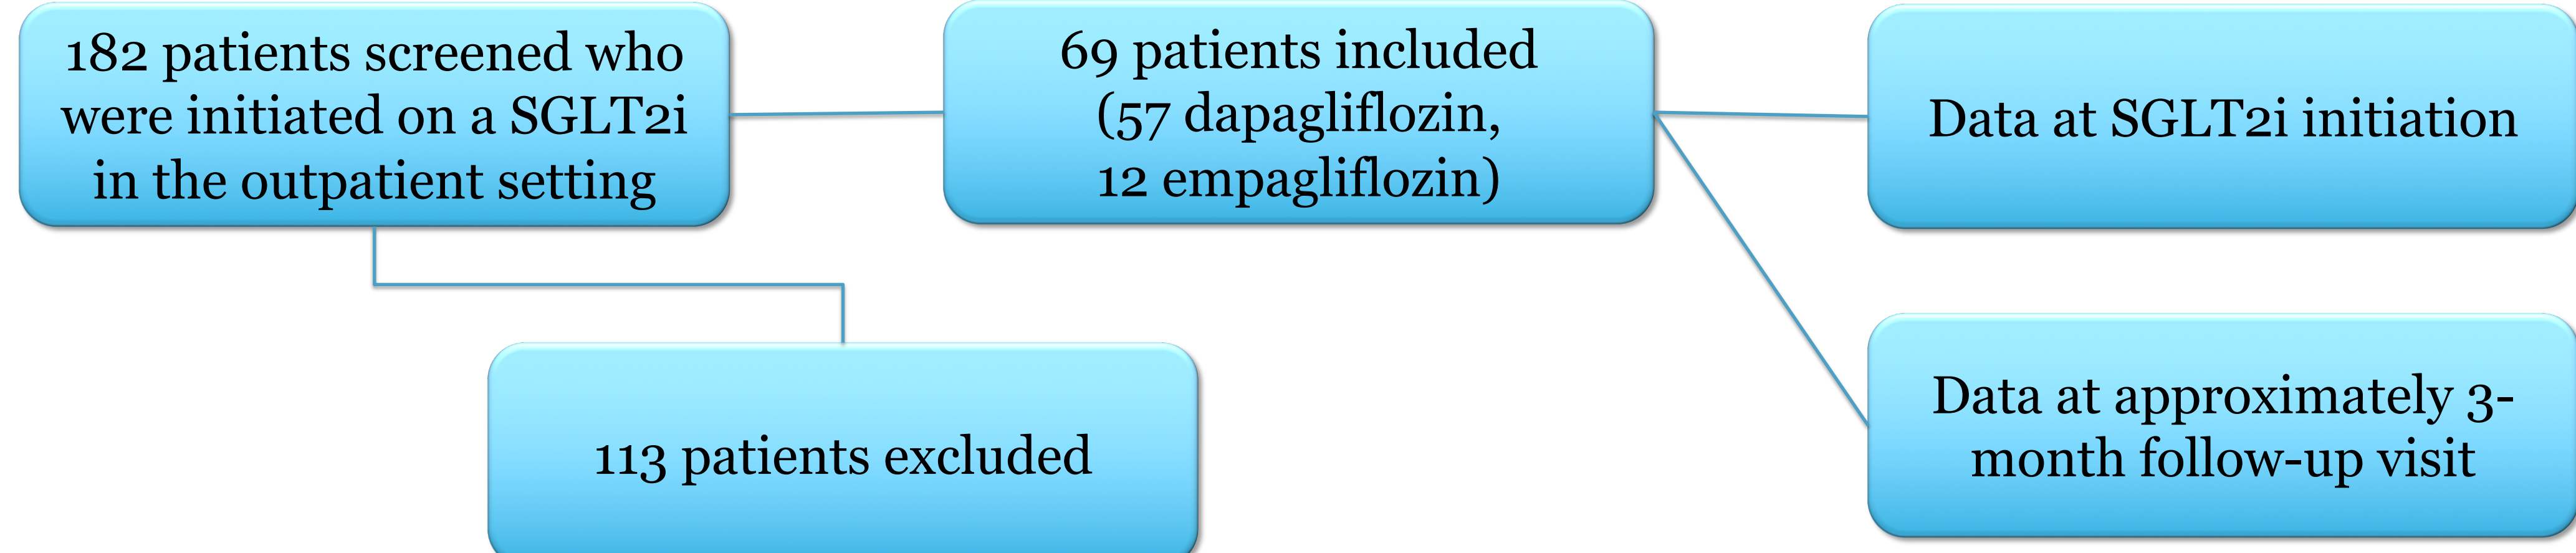 182 patients screened who
were initiated on a SGLT2i
in the outpatient setting
69 patients included
(57 dapagliflozin,
12 empagliflozin)
Data at SGLT2i initiation
113 patients excluded
Data at approximately 3-
month follow-up visit